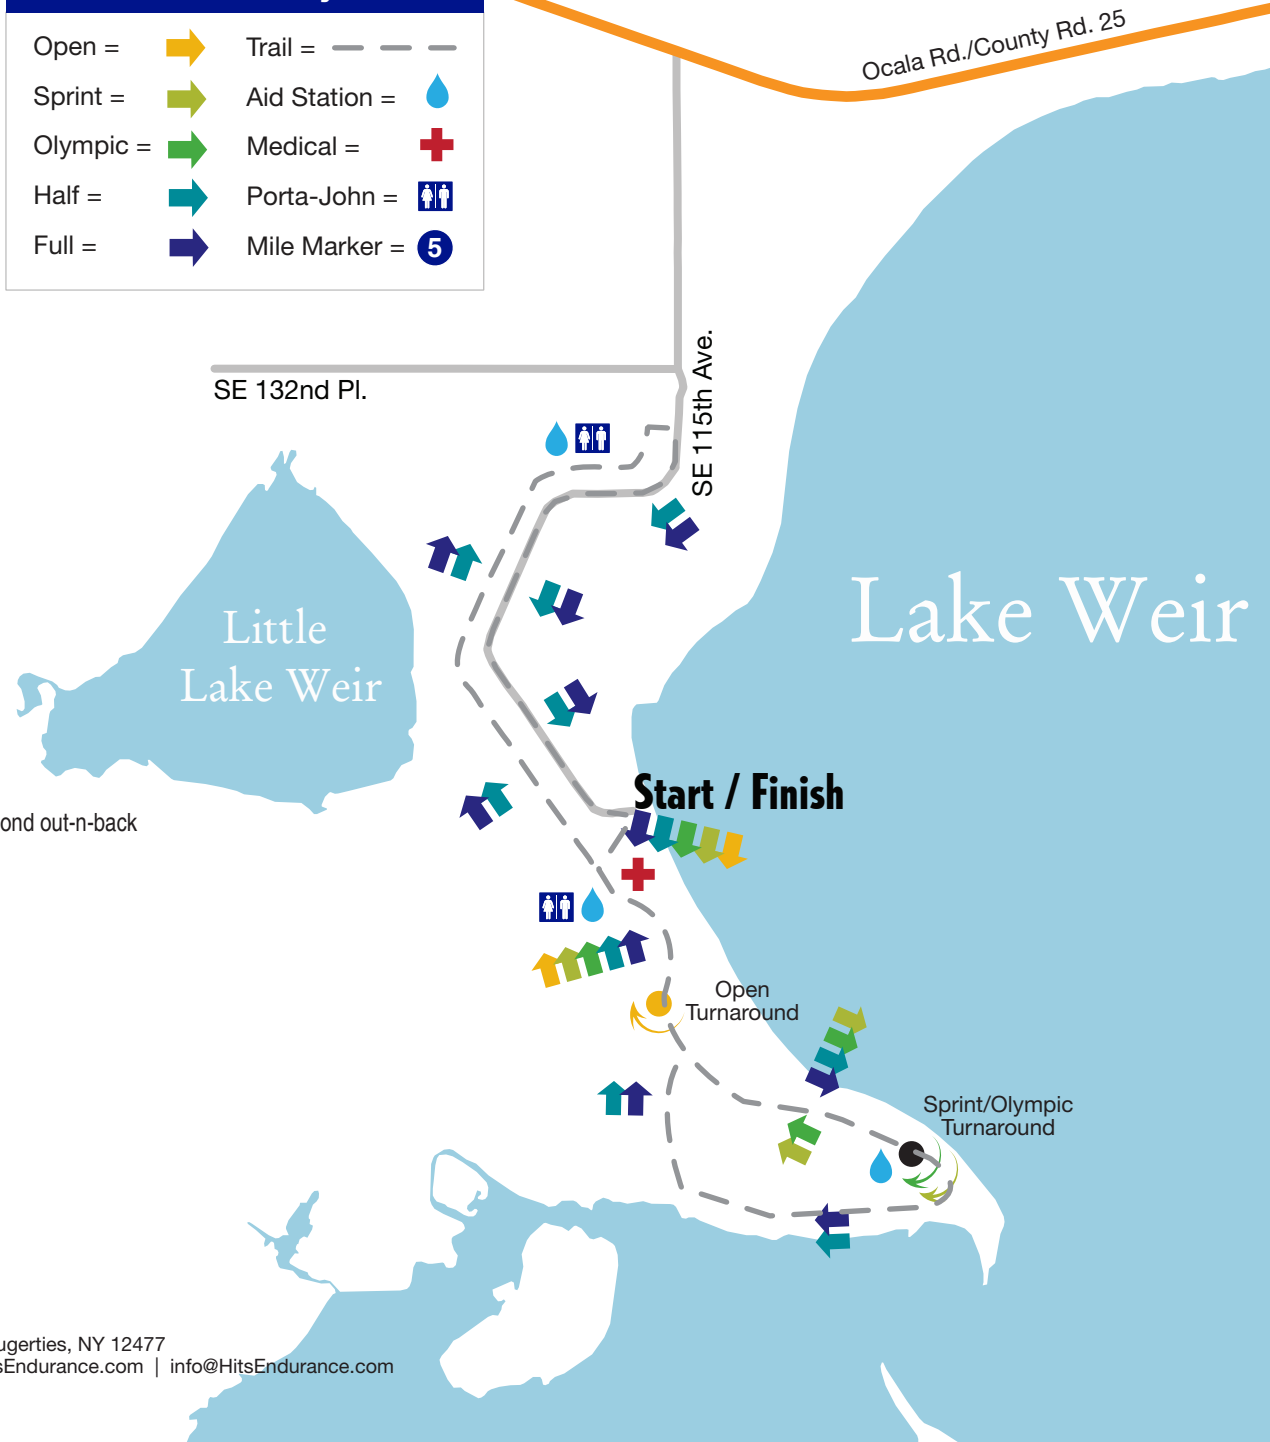 Open =
Trail =
Sprint =
Aid Station =
Olympic =
Medical =
Half =
Porta-John =
Full =
Mile Marker = 5
Ocala Rd./County Rd. 25
SE 132nd Pl.
SE 115th Ave.
Little
Lake Weir
Lake Weir
Start / Finish
ond out-n-back
Open
Turnaround
Sprint/Olympic
Turnaround
ugerties, NY 12477
sEndurance.com | info@HitsEndurance.com